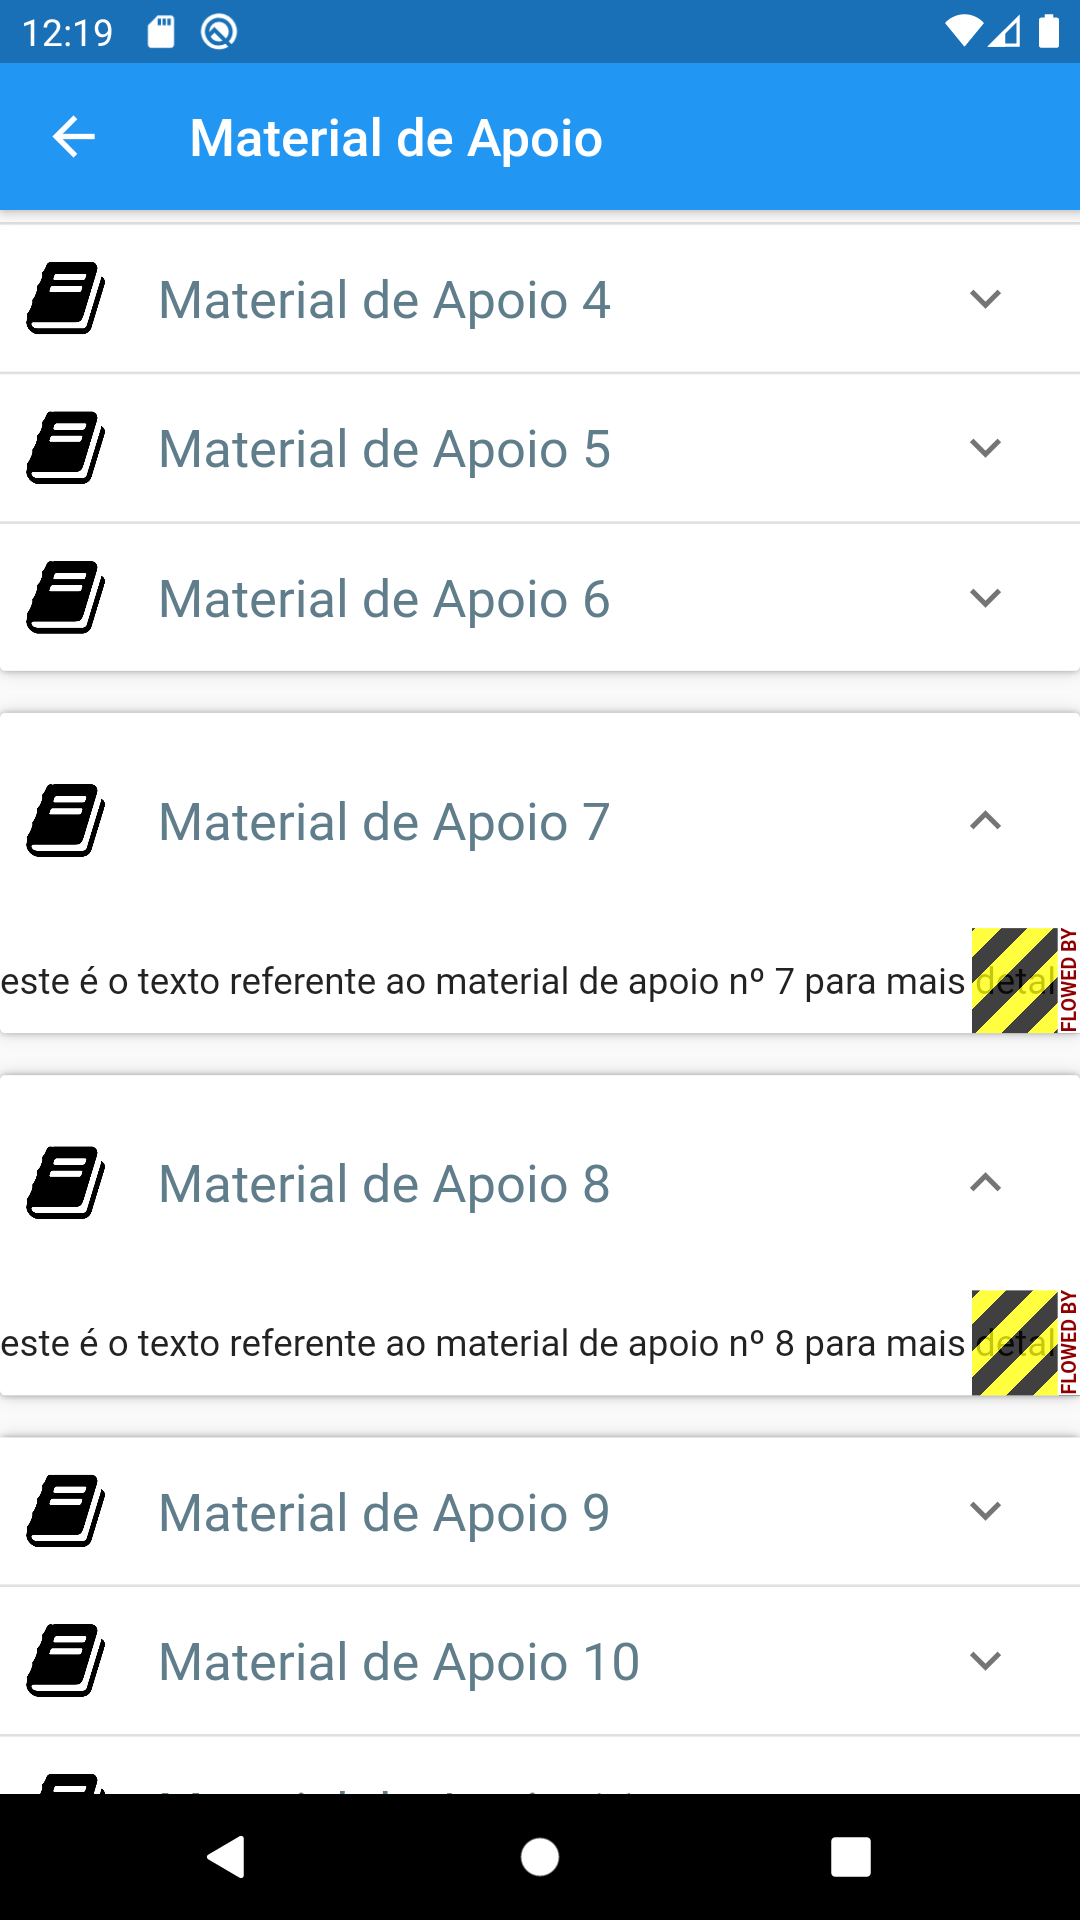 12:19
Material de Apoio
Material de Apoio 4
Material de Apoio 5
Material de Apoio 6
Material de Apoio 7
este é o texto referente ao material de apoio nº 7 para mais detal
FLOWED BY
Material de Apoio 8
este é o texto referente ao material de apoio nº 8 para mais detal
FLOWED BY
Material de Apoio 9
Material de Apoio 10